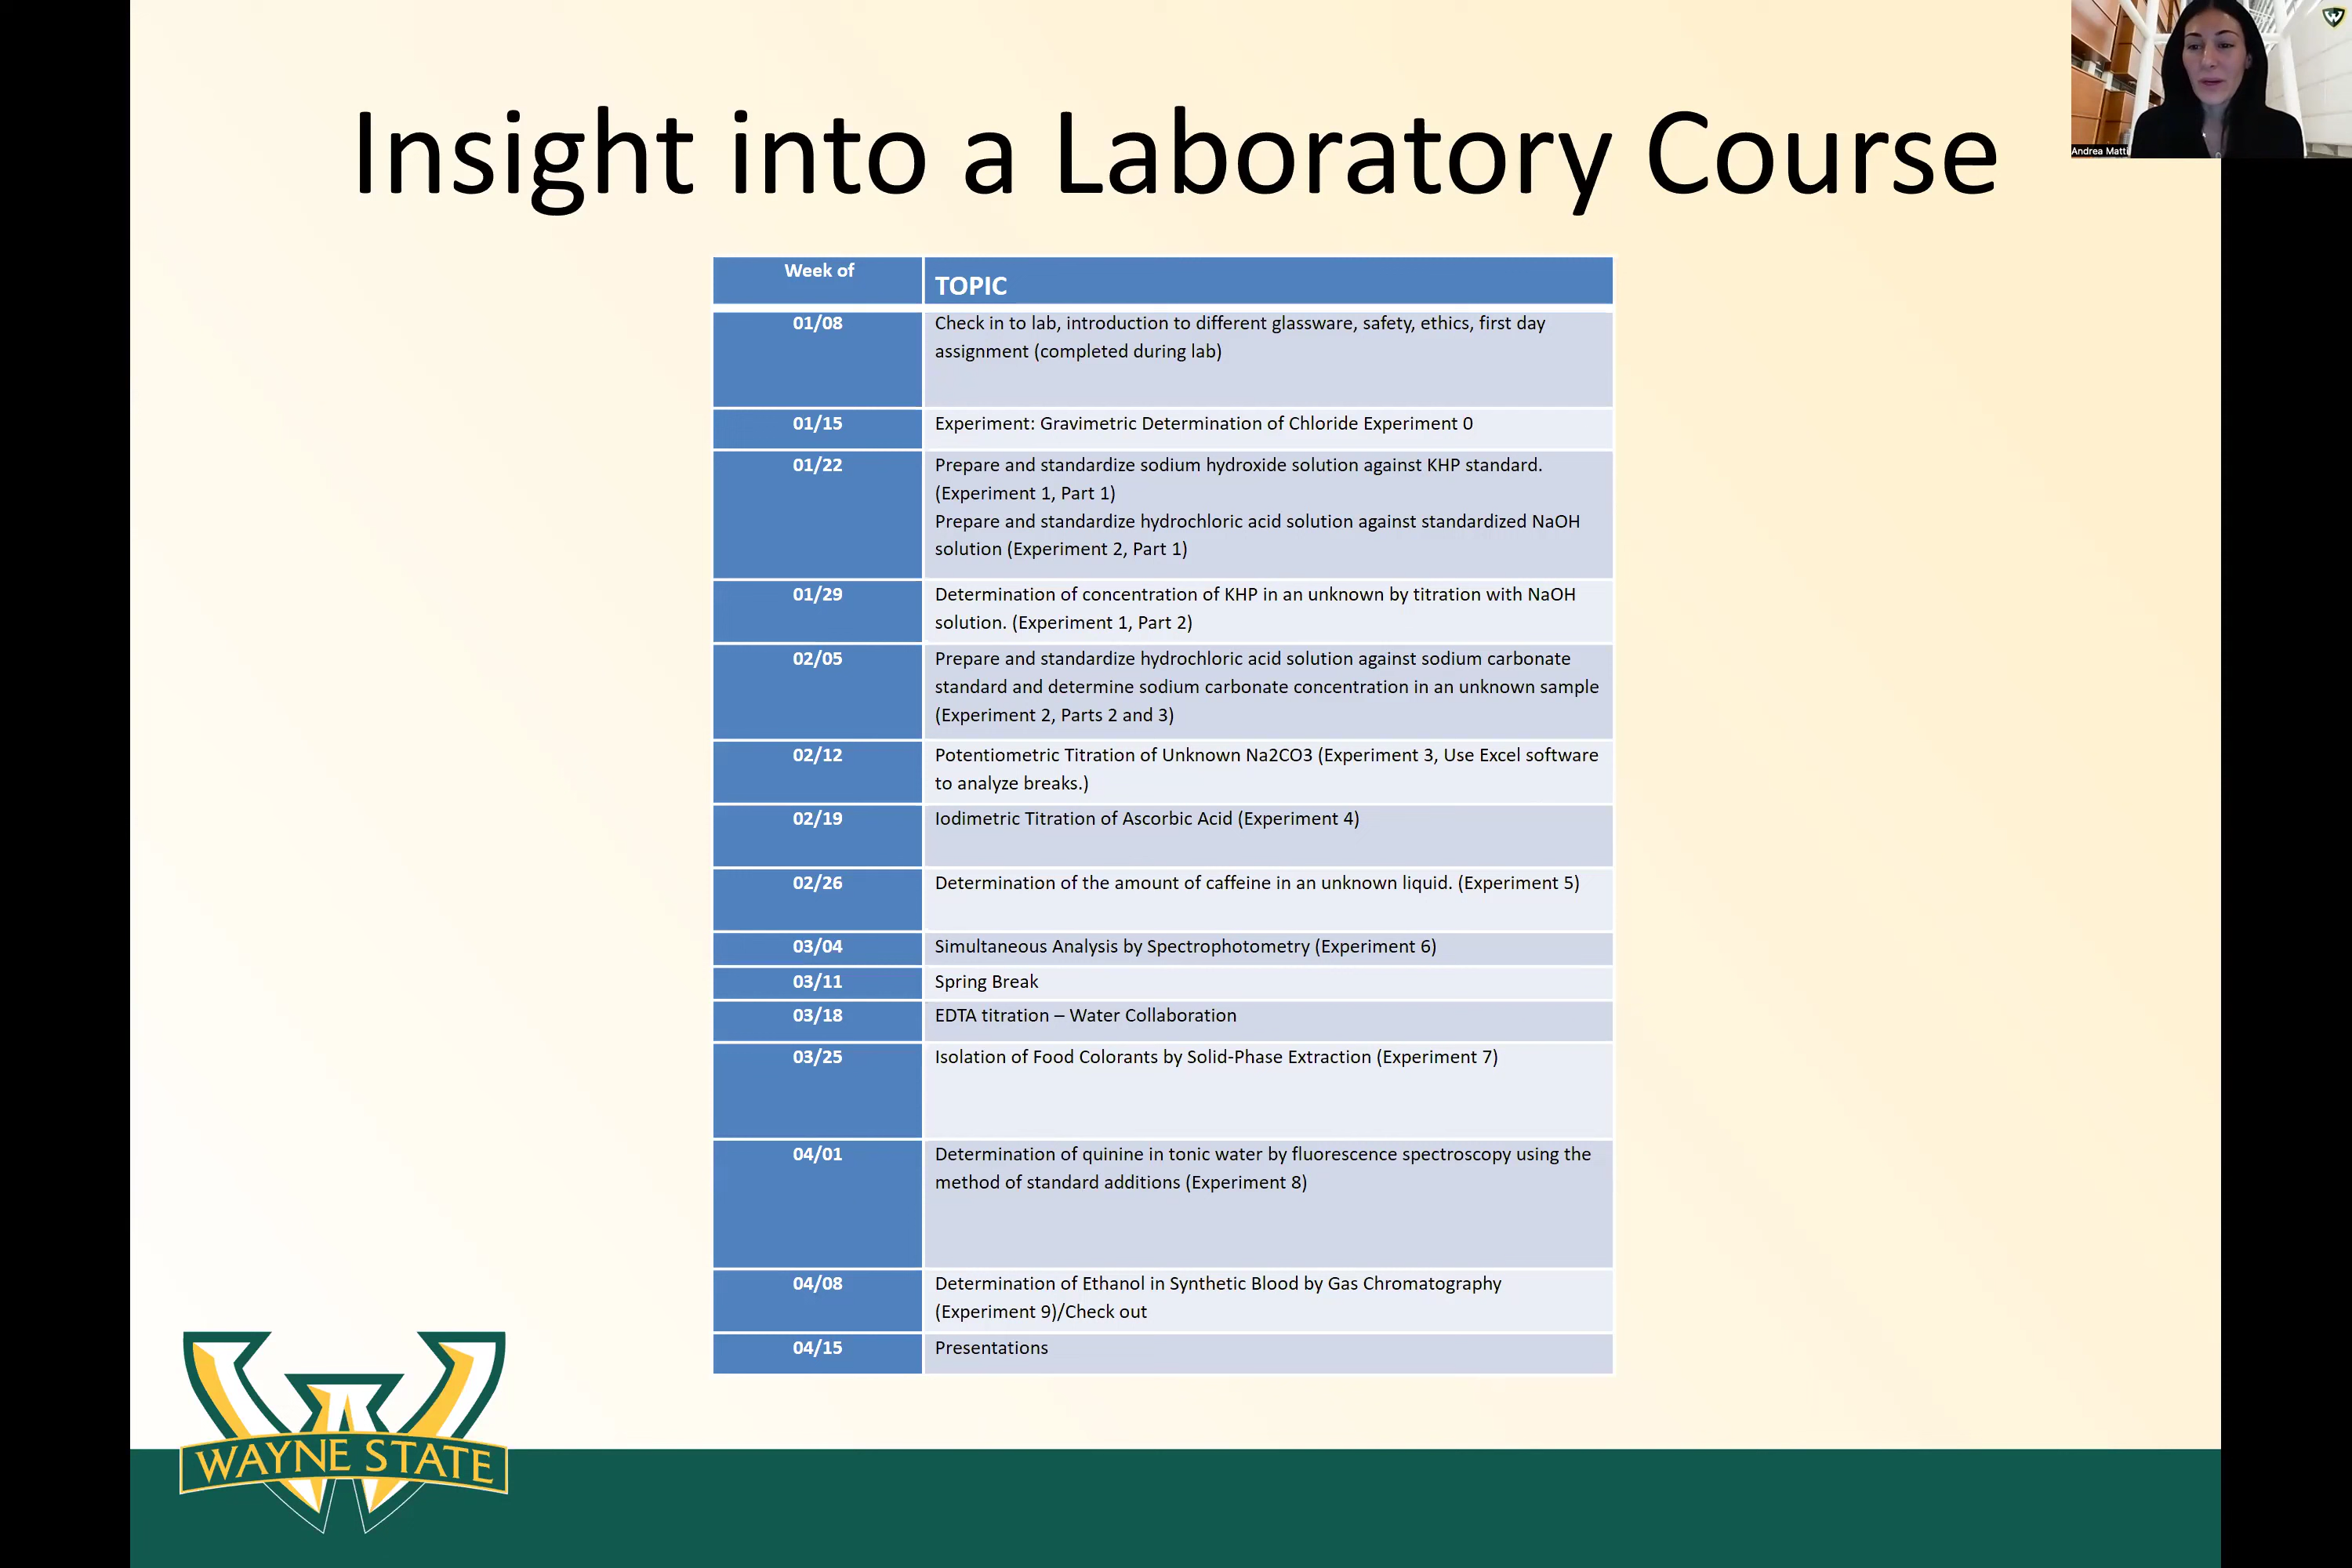 Insight into a Laboratory Course
Andrea Matti
Week of
TOPIC
01/08
Check in to lab, introduction to different glassware, safety, ethics, first day
assignment (completed during lab)
01/15
Experiment: Gravimetric Determination of Chloride Experiment 0
01/22
Prepare and standardize sodium hydroxide solution against KHP standard.
(Experiment 1, Part 1)
Prepare and standardize hydrochloric acid solution against standardized NaOH
solution (Experiment 2, Part 1)
01/29
Determination of concentration of KHP in an unknown by titration with NaOH
solution. (Experiment 1, Part 2)
02/05
Prepare and standardize hydrochloric acid solution against sodium carbonate
standard and determine sodium carbonate concentration in an unknown sample
(Experiment 2, Parts 2 and 3)
02/12
Potentiometric Titration of Unknown Na2CO3 (Experiment 3, Use Excel software
to analyze breaks.)
02/19
Iodimetric Titration of Ascorbic Acid (Experiment 4)
02/26
Determination of the amount of caffeine in an unknown liquid. (Experiment 5)
03/04
Simultaneous Analysis by Spectrophotometry (Experiment 6)
03/11
Spring Break
03/18
EDTA titration – Water Collaboration
03/25
Isolation of Food Colorants by Solid-Phase Extraction (Experiment 7)
04/01
Determination of quinine in tonic water by fluorescence spectroscopy using the
method of standard additions (Experiment 8)
04/08
Determination of Ethanol in Synthetic Blood by Gas Chromatography
(Experiment 9)/Check out
04/15
Presentations
WAYNE STATE